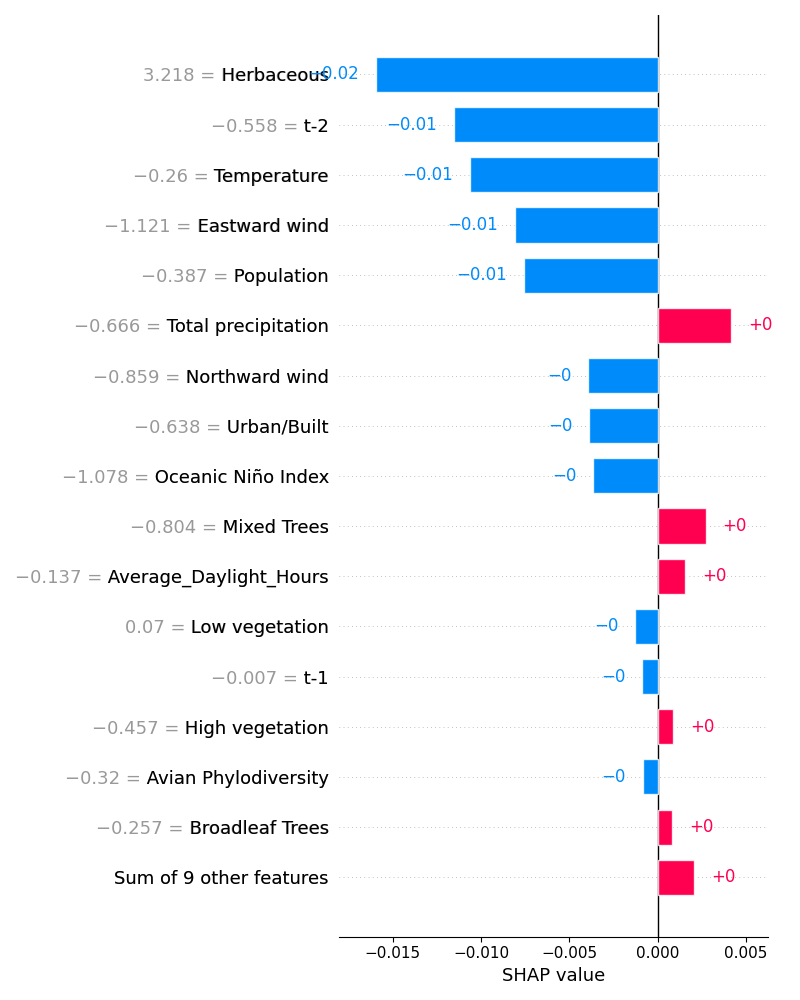 3.218 = Herbaceous −0.02
−0.558 = t-2 −0.01
−0.26 = Temperature −0.01
−1.121 = Eastward wind −0.01
−0.387 = Population −0.01
−0.666 = Total precipitation +0
−0.859 = Northward wind −0
−0.638 = Urban/Built −0
−1.078 = Oceanic Niño Index −0
−0.804 = Mixed Trees +0
−0.137 = Average_Daylight_Hours +0
0.07 = Low vegetation −0
−0.007 = t-1 −0
−0.457 = High vegetation +0
−0.32 = Avian Phylodiversity −0
−0.257 = Broadleaf Trees +0
Sum of 9 other features +0
−0.015 −0.010 −0.005 0.000 0.005
SHAP value